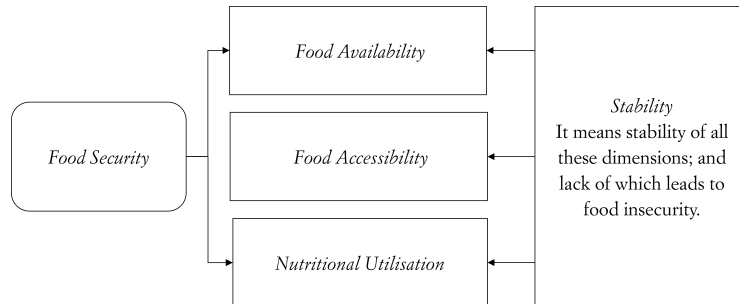 Food Availability
Food Security
Food Accessibility
Nutritional Utilisation
Stability
It means stability of all
these dimensions; and
lack of which leads to
food insecurity.